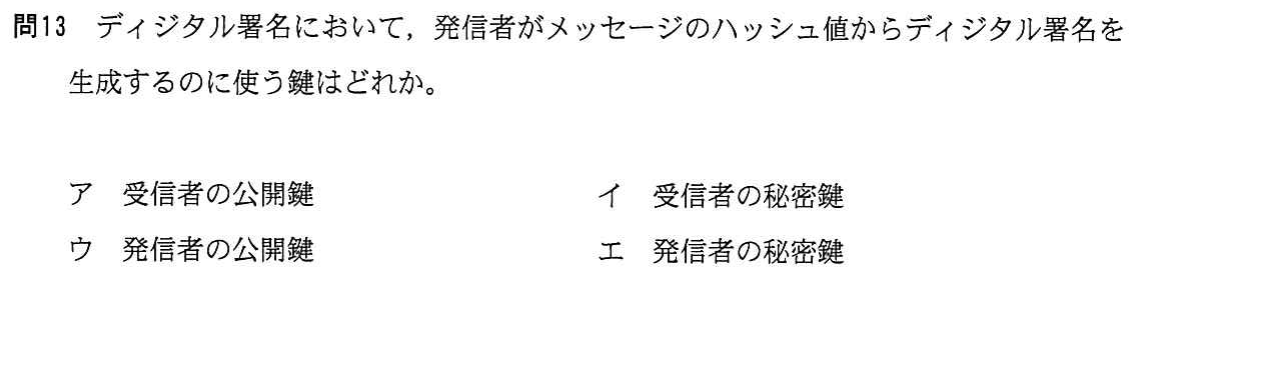 問13 ディジタル署名において，発信者がメッセージのハッシュ値からディジタル署名を
生成するのに使う鍵はどれか。
ア 受信者の公開鍵 イ 受信者の秘密鍵
ウ 発信者の公開鍵 エ 発信者の秘密鍵